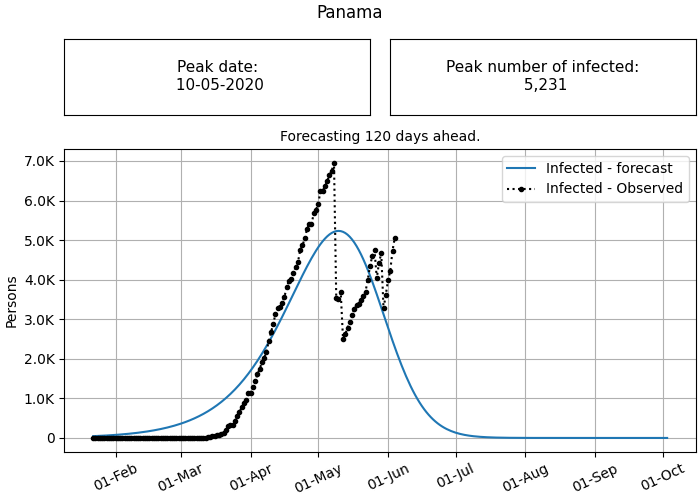 Panama
Peak date:
10-05-2020
Peak number of infected:
5,231
Forecasting 120 days ahead.
Infected - forecast
Infected - Observed
Persons
7.0K
6.0K
5.0K
4.0K
3.0K
2.0K
1.0K
0
01-Feb
01-Mar
01-Apr
01-May
01-Jun
01-Jul
01-Aug
01-Sep
01-Oct